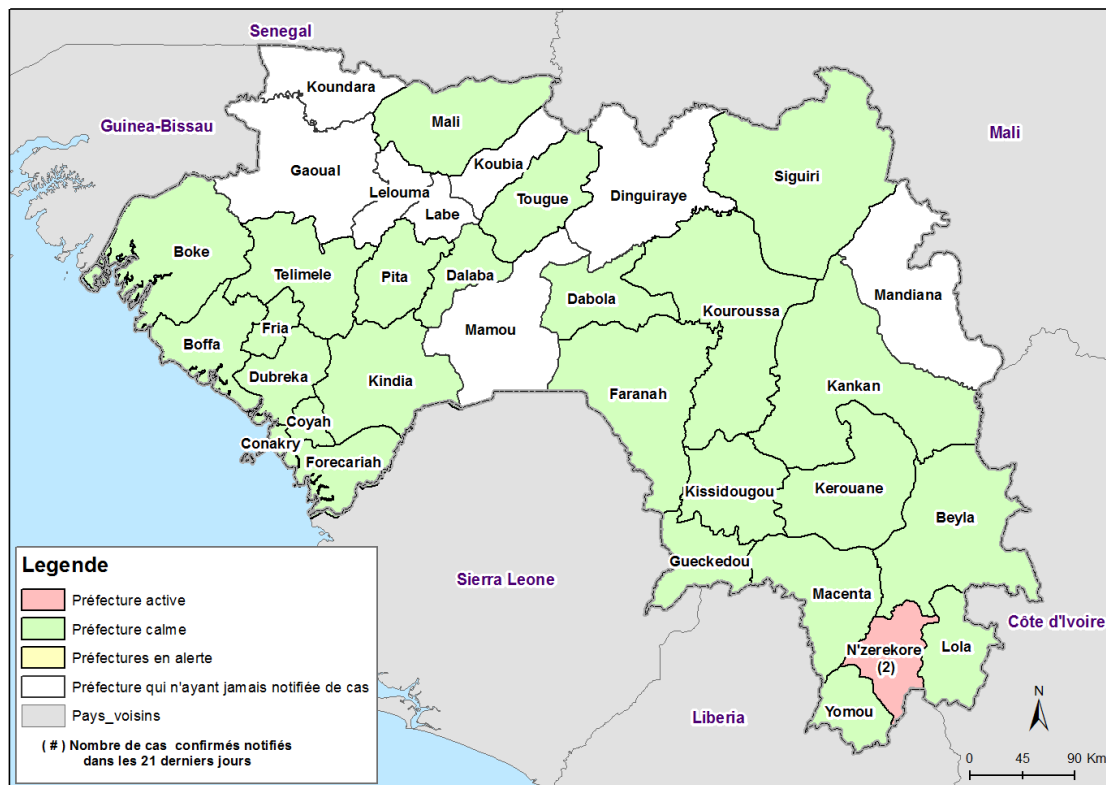 Senegal
Koundara
Guinea-Bissau
Mali
Mali
Koubia
Gaoual
Lelouma
Labe
Tougue
Dinguiraye
Siguiri
Boke
Telimele
Pita
Dalaba
Dabola
Mandiana
Kouroussa
Fria
Mamou
Boffa
Dubreka
Kindia
Faranah
Kankan
Coyah
Conakry
Forecariah
Kissidougou
Kerouane
Beyla
Gueckedou
Sierra Leone
Macenta
Côte d'Ivoire
N'zerekore
(2)
Lola
Yomou
Liberia
Legende
Préfecture active
Préfecture calme
Préfectures en alerte
Préfecture qui n'ayant jamais notifiée de cas
Pays_voisins
( # ) Nombre de cas confirmés notifiés
dans les 21 derniers jours
N
0 45 90 Km